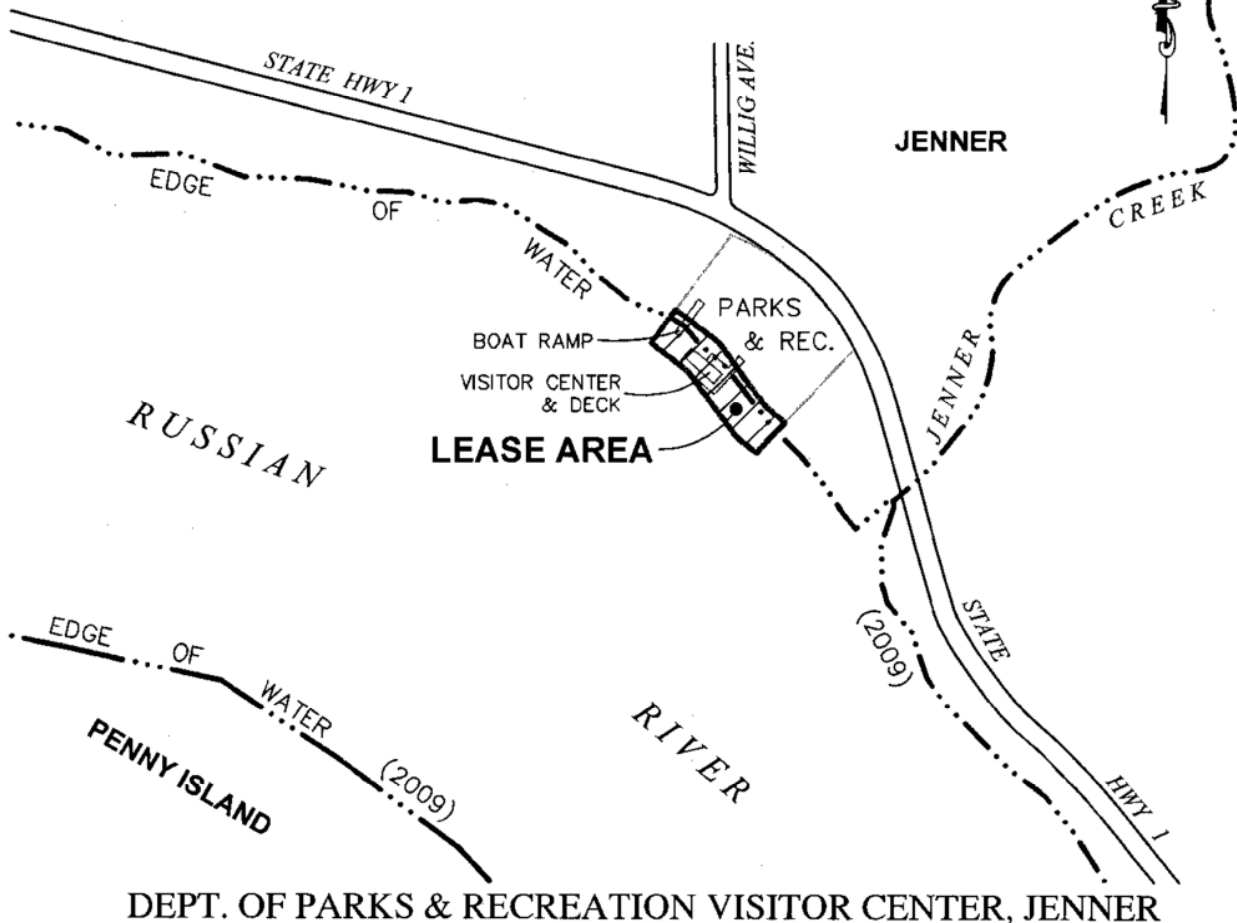 STATE HWY 1
WILLIG AVE.
JENNER
EDGE OF WATER
CREEK
PARKS
& REC.
BOAT RAMP
VISITOR CENTER
& DECK
LEASE AREA
JENNER
RUSSIAN
(2009)
STATE
HWY 1
EDGE OF WATER (2009)
PENNY ISLAND
RIVER
DEPT. OF PARKS & RECREATION VISITOR CENTER, JENNER